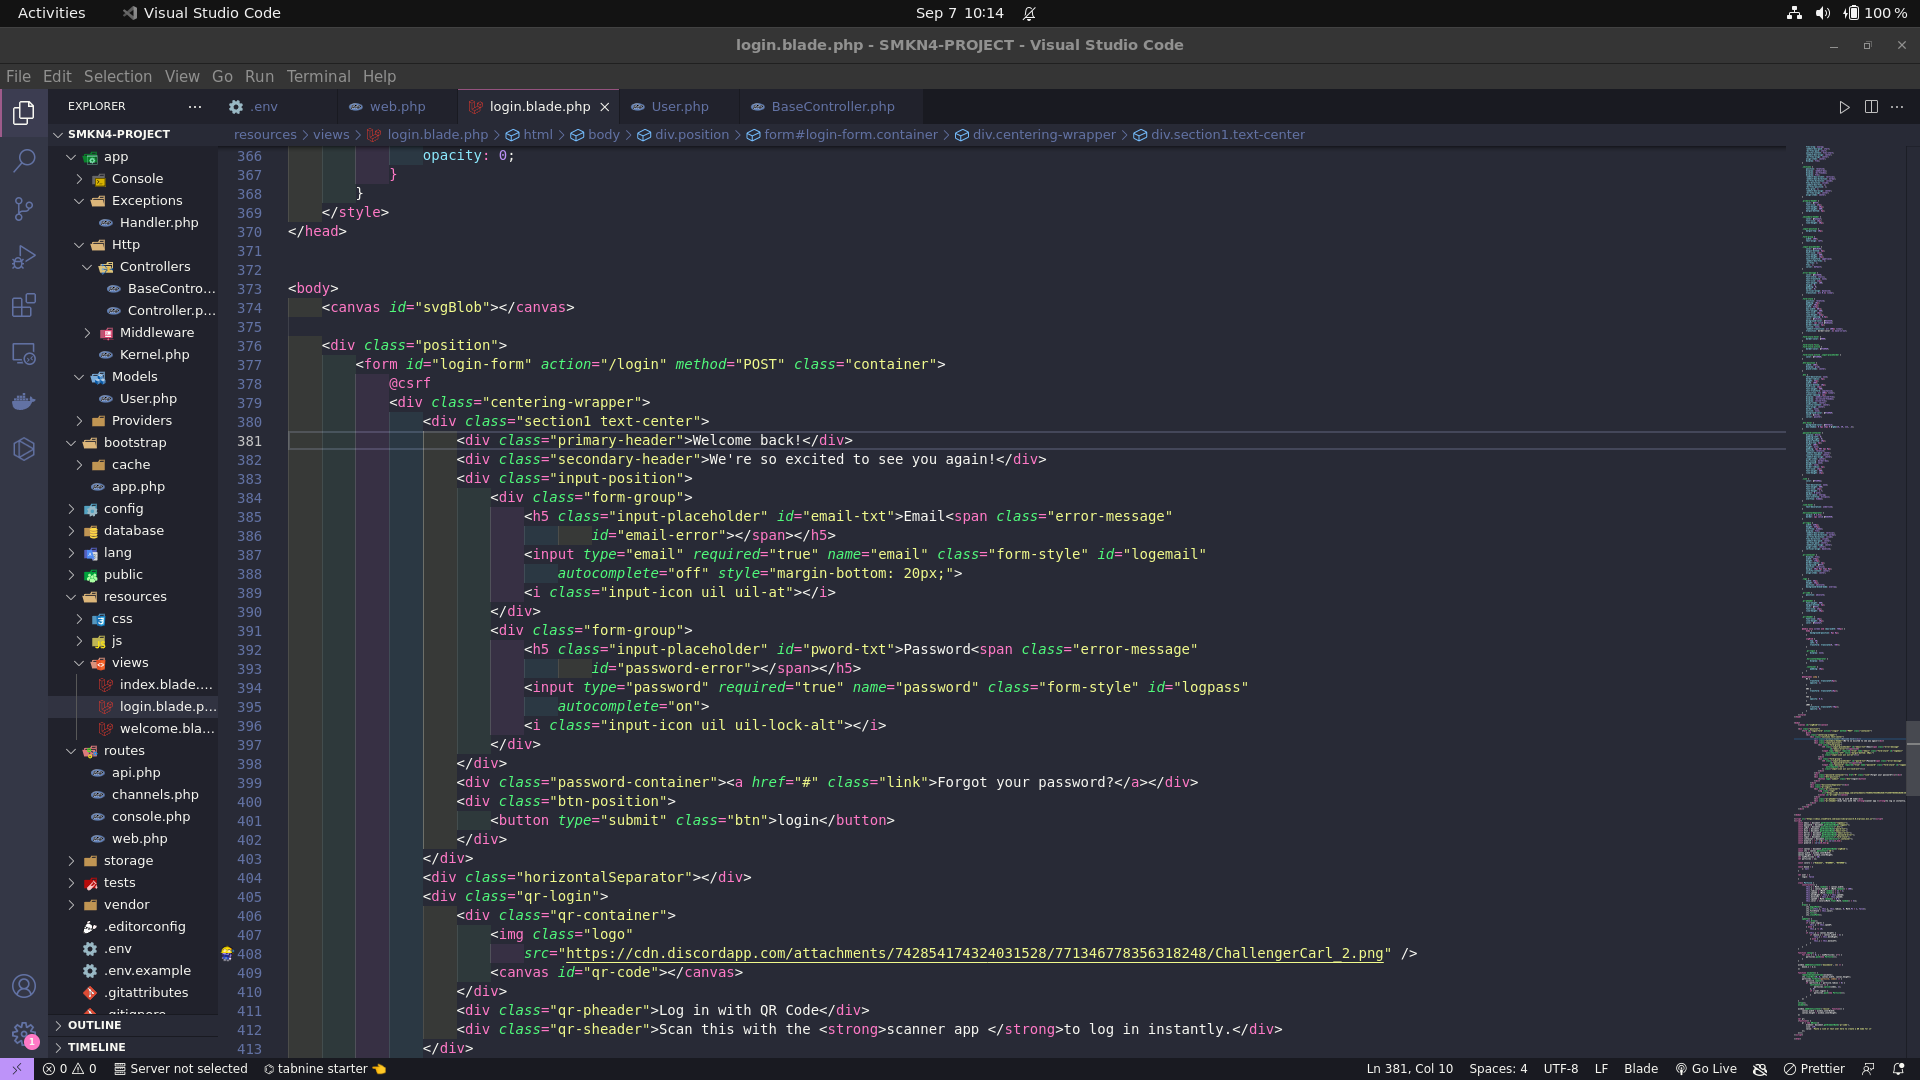 Activities
Visual Studio Code
Sep 7 10:14
100 %
login.blade.php - SMKN4-PROJECT - Visual Studio Code
File Edit Selection View Go Run Terminal Help
EXPLORER
.env
web.php
login.blade.php
User.php
BaseController.php
SMKN4-PROJECT
resources > views > login.blade.php > html > body > div.position > form#login-form.container > div.centering-wrapper > div.section1.text-center
app
Console
Exceptions
Handler.php
Http
Controllers
BaseContro...
Controller.p...
Middleware
Kernel.php
Models
User.php
Providers
bootstrap
cache
app.php
config
database
lang
public
resources
css
js
views
index.blade....
login.blade.p...
welcome.bla...
routes
api.php
channels.php
console.php
web.php
storage
tests
vendor
.editorconfig
.env
.env.example
.gitattributes
.gitignore
OUTLINE
TIMELINE
1
366 opacity: 0;
367 }
368 }
369 </style>
370 </head>
371
372
373 <body>
374 <canvas id="svgBlob"></canvas>
375
376 <div class="position">
377 <form id="login-form" action="/login" method="POST" class="container">
378 @csrf
379 <div class="centering-wrapper">
380 <div class="section1 text-center">
381 <div class="primary-header">Welcome back!</div>
382 <div class="secondary-header">We're so excited to see you again!</div>
383 <div class="input-position">
384 <div class="form-group">
385 <h5 class="input-placeholder" id="email-txt">Email<span class="error-message"
386 id="email-error"></span></h5>
387 <input type="email" required="true" name="email" class="form-style" id="logemail"
388 autocomplete="off" style="margin-bottom: 20px;">
389 <i class="input-icon uil uil-at"></i>
390 </div>
391 <div class="form-group">
392 <h5 class="input-placeholder" id="pword-txt">Password<span class="error-message"
393 id="password-error"></span></h5>
394 <input type="password" required="true" name="password" class="form-style" id="logpass"
395 autocomplete="on">
396 <i class="input-icon uil uil-lock-alt"></i>
397 </div>
398 </div>
399 <div class="password-container"><a href="#" class="link">Forgot your password?</a></div>
400 <div class="btn-position">
401 <button type="submit" class="btn">login</button>
402 </div>
403 </div>
404 <div class="horizontalSeparator"></div>
405 <div class="qr-login">
406 <div class="qr-container">
407 <img class="logo"
408 src="https://cdn.discordapp.com/attachments/742854174324031528/771346778356318248/ChallengerCarl_2.png" />
409 <canvas id="qr-code"></canvas>
410 </div>
411 <div class="qr-pheader">Log in with QR Code</div>
412 <div class="qr-sheader">Scan this with the <strong>scanner app </strong>to log in instantly.</div>
413 </div>
0 0
Server not selected
tabnine starter
Ln 381, Col 10
Spaces: 4
UTF-8
LF
Blade
Go Live
Prettier